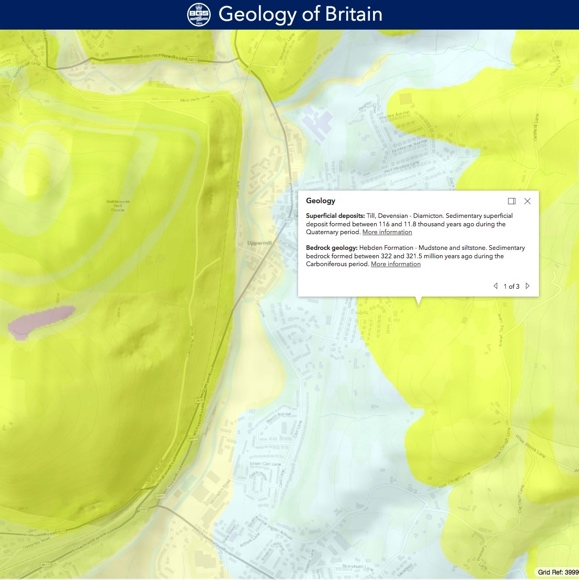 BGS
Geology of Britain
Geology
Superficial deposits: Till, Devensian - Diamicton. Sedimentary superficial
deposit formed between 116 and 11.8 thousand years ago during the
Quaternary period. More information
Uppermill
Bedrock geology: Hebden Formation - Mudstone and siltstone. Sedimentary
bedrock formed between 322 and 321.5 million years ago during the
Carboniferous period. More information
1 of 3
Grid Ref: 3999